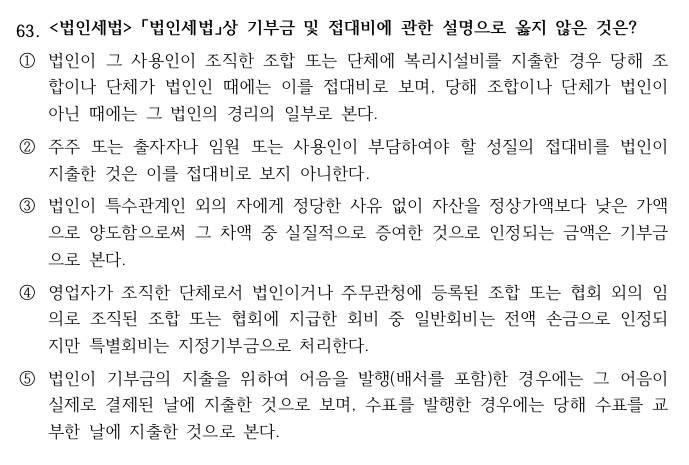 63. <법인세법> 「법인세법」상 기부금 및 접대비에 관한 설명으로 옳지 않은 것은?
① 법인이 그 사용인이 조직한 조합 또는 단체에 복리시설비를 지출한 경우 당해 조
합이나 단체가 법인인 때에는 이를 접대비로 보며, 당해 조합이나 단체가 법인이
아닌 때에는 그 법인의 경리의 일부로 본다.
② 주주 또는 출자자나 임원 또는 사용인이 부담하여야 할 성질의 접대비를 법인이
지출한 것은 이를 접대비로 보지 아니한다.
③ 법인이 특수관계인 외의 자에게 정당한 사유 없이 자산을 정상가액보다 낮은 가액
으로 양도함으로써 그 차액 중 실질적으로 증여한 것으로 인정되는 금액은 기부금
으로 본다.
④ 영업자가 조직한 단체로서 법인이거나 주무관청에 등록된 조합 또는 협회 외의 임
의로 조직된 조합 또는 협회에 지급한 회비 중 일반회비는 전액 손금으로 인정되
지만 특별회비는 지정기부금으로 처리한다.
⑤ 법인이 기부금의 지출을 위하여 어음을 발행(배서를 포함)한 경우에는 그 어음이
실제로 결제된 날에 지출한 것으로 보며, 수표를 발행한 경우에는 당해 수표를 교
부한 날에 지출한 것으로 본다.